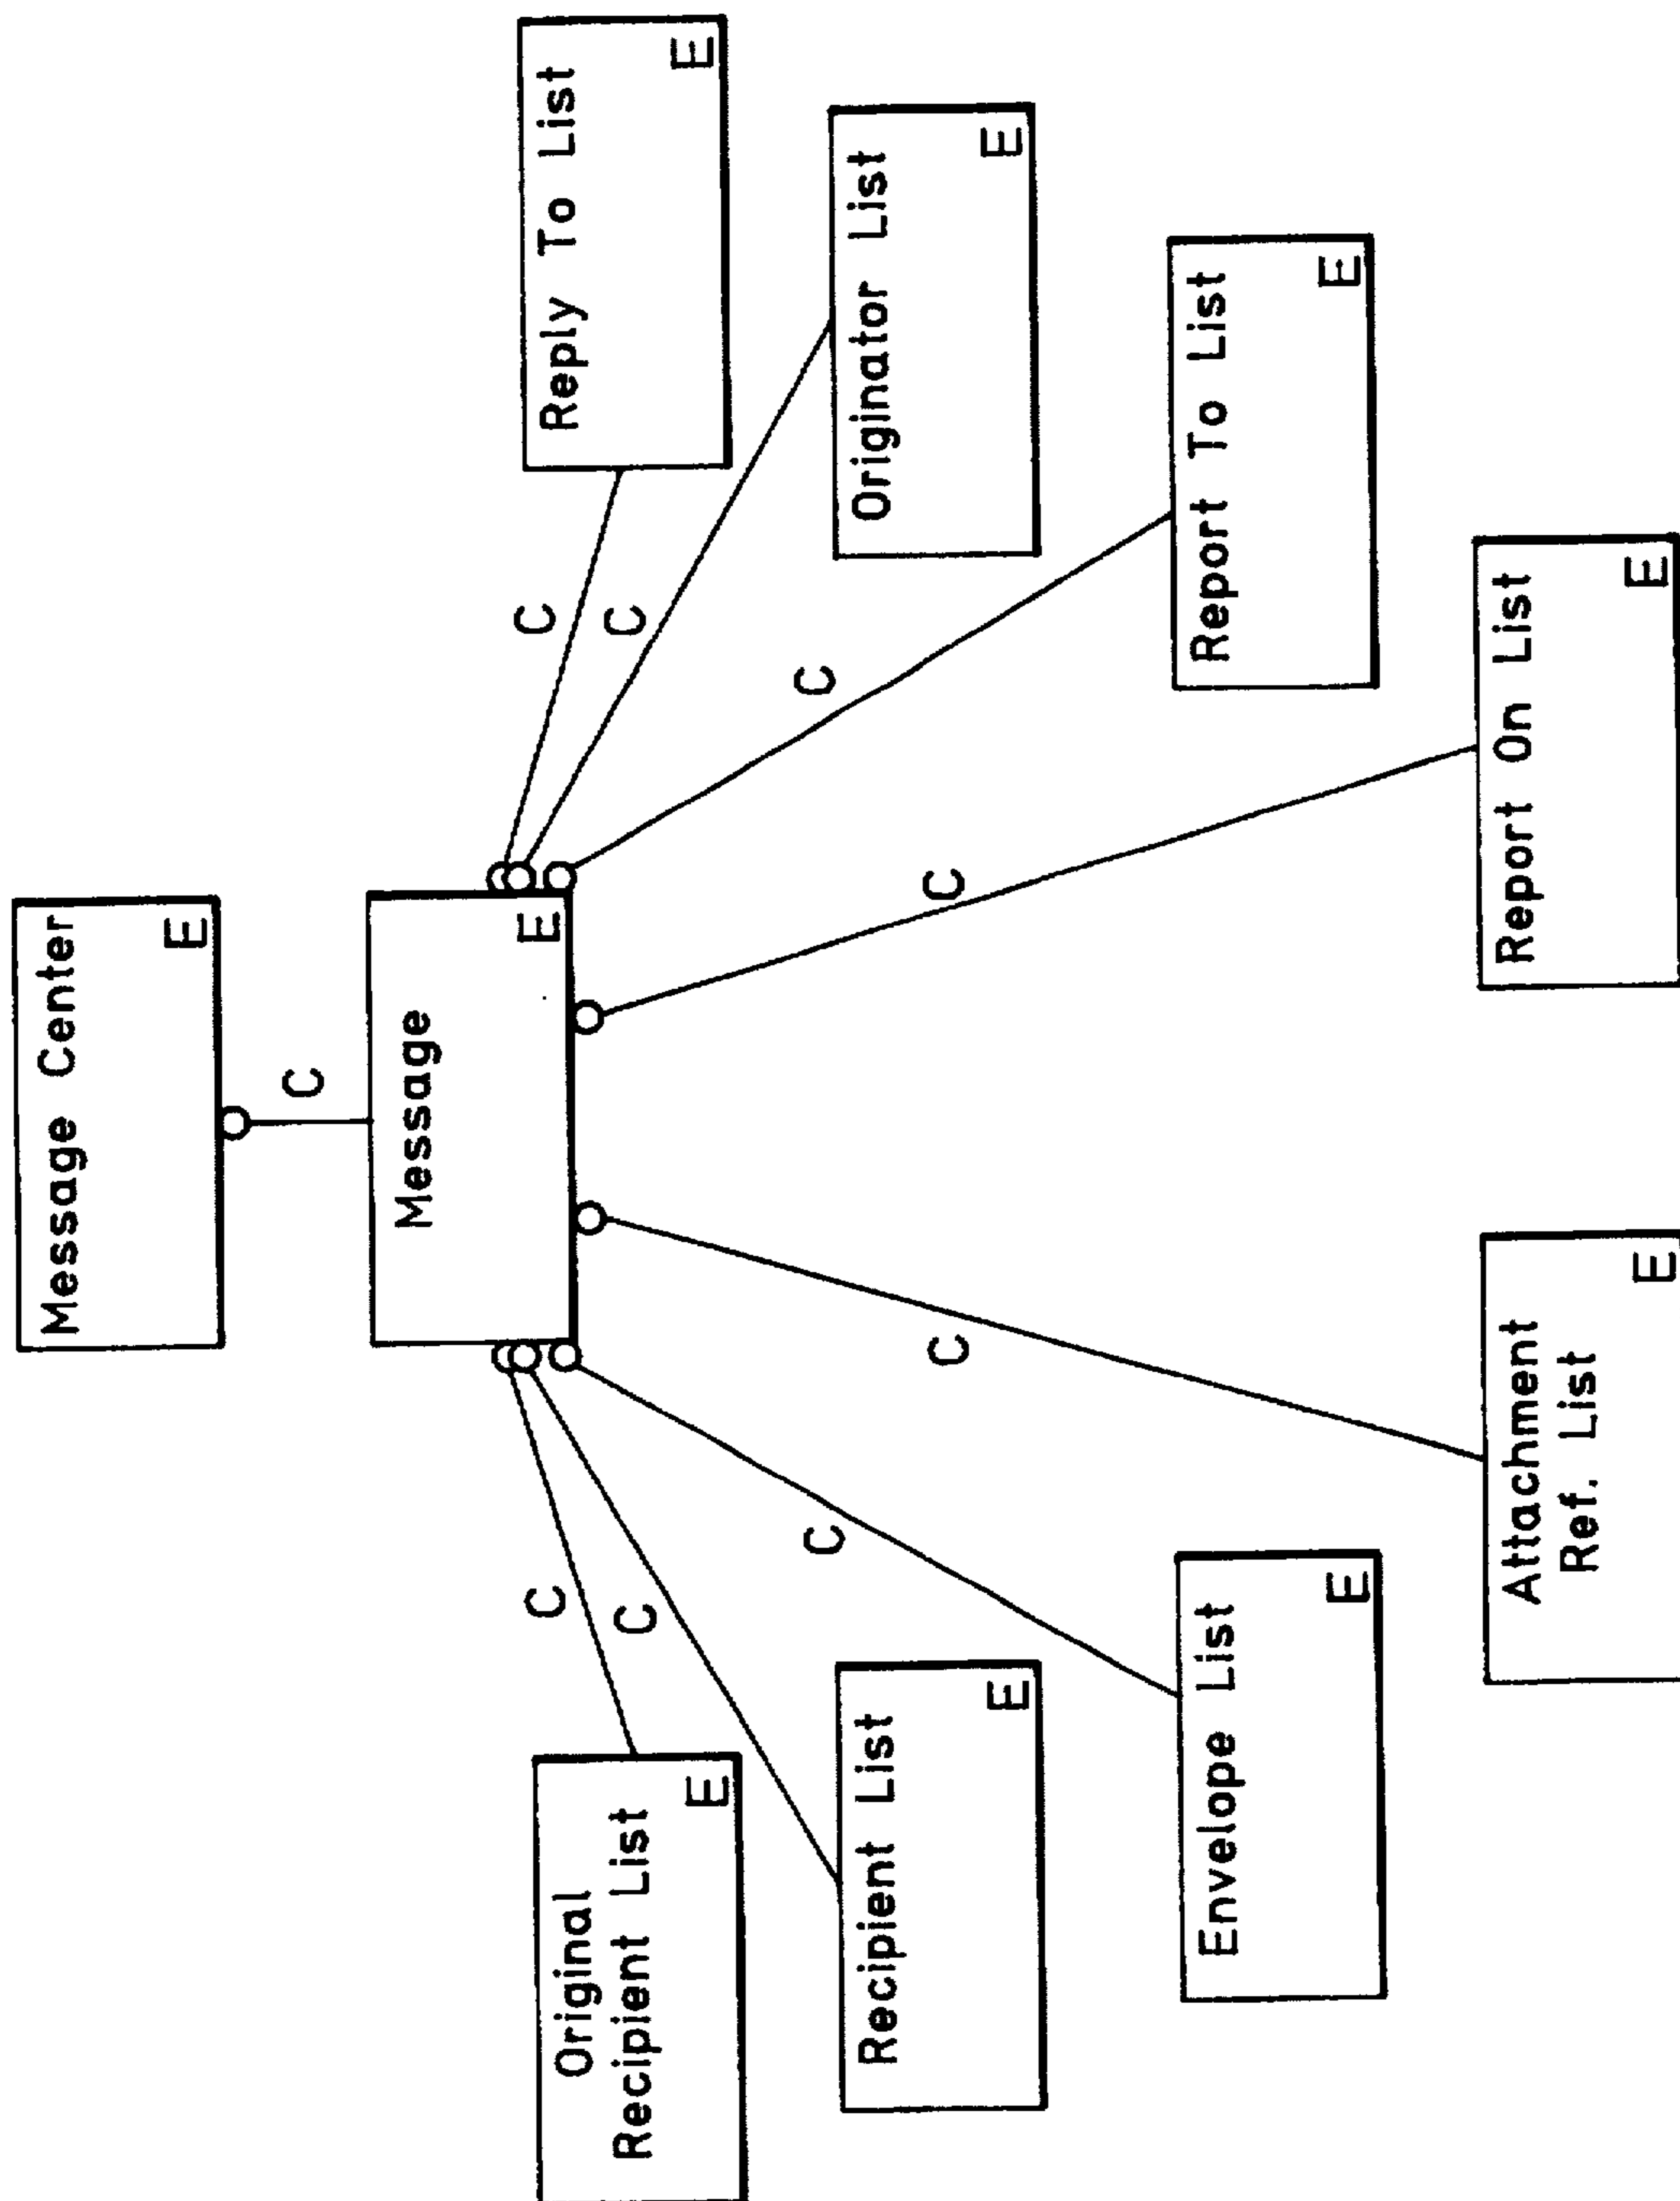 Message Center
E
C
Message
E
C
Reply To List
E
C
Originator List
E
C
Report To List
E
C
Report On List
E
C
Attachment
Ref. List
E
C
Envelope List
E
C
Recipient List
E
C
Original
Recipient List
E